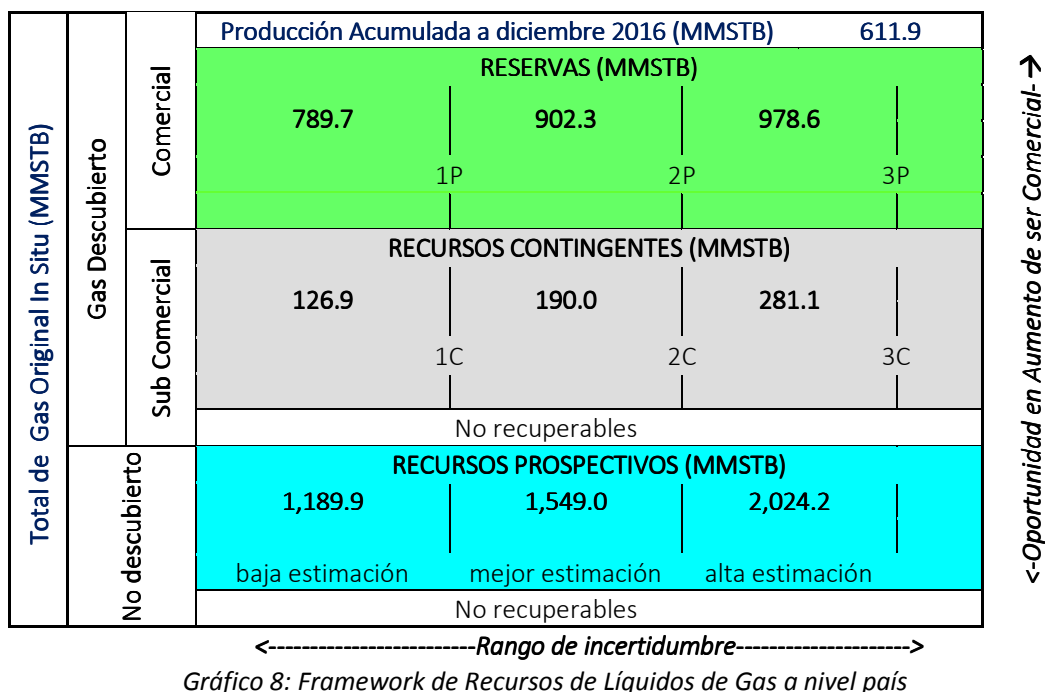 Producción Acumulada a diciembre 2016 (MMSTB) 611.9
Total de Gas Original In Situ (MMSTB)
Gas Descubierto
Comercial
RESERVAS (MMSTB)
789.7 902.3 978.6
1P 2P 3P
Sub Comercial
RECURSOS CONTINGENTES (MMSTB)
126.9 190.0 281.1
1C 2C 3C
No recuperables
No descubierto
RECURSOS PROSPECTIVOS (MMSTB)
1,189.9 1,549.0 2,024.2
baja estimación mejor estimación alta estimación
No recuperables
<-Oportunidad en Aumento de ser Comercial-→
<-------------------------Rango de incertidumbre--------------------->
Gráfico 8: Framework de Recursos de Líquidos de Gas a nivel país